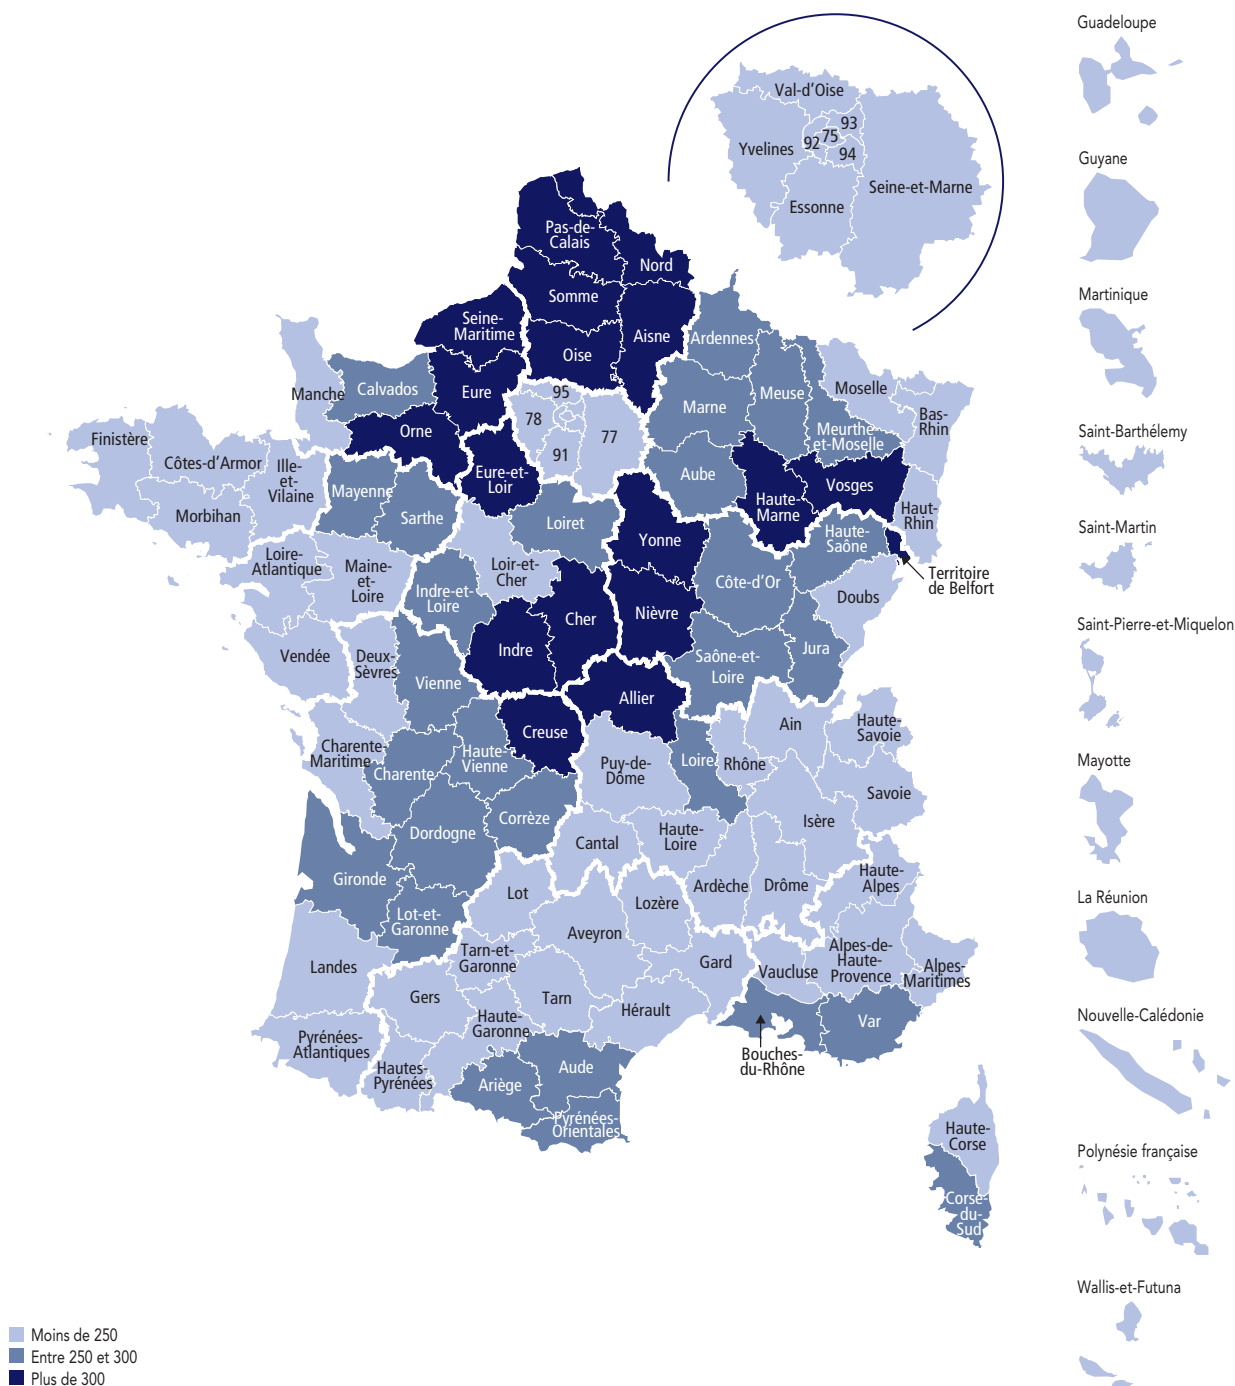 Guadeloupe
Val-d'Oise
93
75
92
94
Yvelines
Seine-et-Marne
Essonne
Guyane
Pas-de-
Calais
Nord
Somme
Martinique
Seine-
Maritime
Aisne
Ardennes
Oise
Manche
Calvados
Eure
95
Meuse
Moselle
78
Marne
Bas-
Rhin
Orne
77
Meurthe-
et-Moselle
Saint-Barthélemy
Finistère
Côtes-d'Armor
91
Ille-
et-
Vilaine
Eure-et-
Loir
Aube
Vosges
Mayenne
Haute-
Marne
Haut-
Rhin
Morbihan
Sarthe
Loiret
Saint-Martin
Yonne
Haute-
Saône
Loire-
Atlantique
Maine-
et-
Loire
Loir-et-
Cher
Territoire
de Belfort
Côte-d'Or
Indre-et-
Loire
Doubs
Cher
Nièvre
Saint-Pierre-et-Miquelon
Vendée
Deux-
Sèvres
Indre
Saône-et-
Loire
Jura
Vienne
Allier
Ain
Haute-
Savoie
Creuse
Charente-
Maritime
Haute-
Vienne
Puy-de-
Dôme
Loire
Rhône
Mayotte
Charente
Savoie
Corrèze
Isère
Dordogne
Cantal
Haute-
Loire
Gironde
Lot
Ardèche
Drôme
Haute-
Alpes
La Réunion
Lozère
Lot-et-
Garonne
Aveyron
Tarn-et-
Garonne
Landes
Gard
Vaucluse
Alpes-de-
Haute-
Provence
Alpes-
Maritimes
Gers
Tarn
Hérault
Haute-
Garonne
Var
Nouvelle-Calédonie
Pyrénées-
Atlantiques
Bouches-
du-Rhône
Hautes-
Pyrénées
Ariège
Aude
Pyrénées-
Orientales
Haute-
Corse
Polynésie française
Corse-
du-
Sud
Wallis-et-Futuna
Moins de 250
Entre 250 et 300
Plus de 300